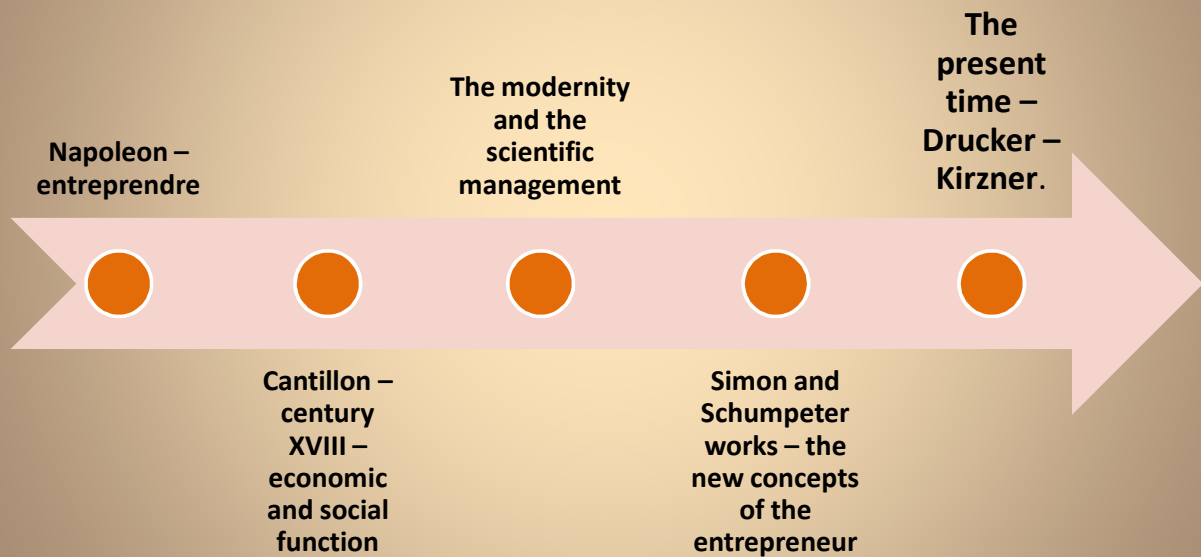 Napoleon –
entreprendre
Cantillon –
century
XVIII –
economic
and social
function
The modernity
and the
scientific
management
Simon and
Schumpeter
works – the
new concepts
of the
entrepreneur
The
present
time –
Drucker –
Kirzner.